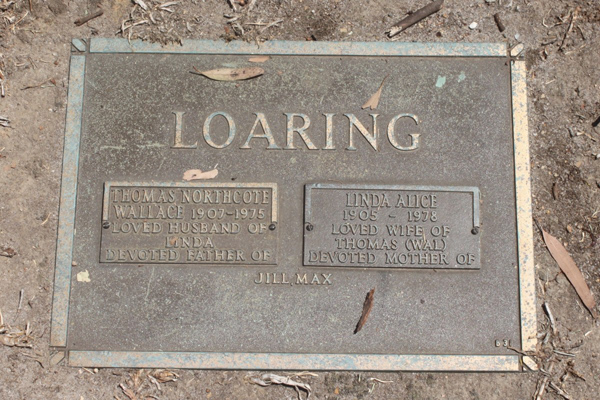 LOARING
THOMAS NORTHCOTE
WALLACE 1907-1975
LOVED HUSBAND OF
LINDA
DEVOTED FATHER OF
LINDA ALICE
1905 - 1978
LOVED WIFE OF
THOMAS (WAL)
DEVOTED MOTHER OF
JILL, MAX